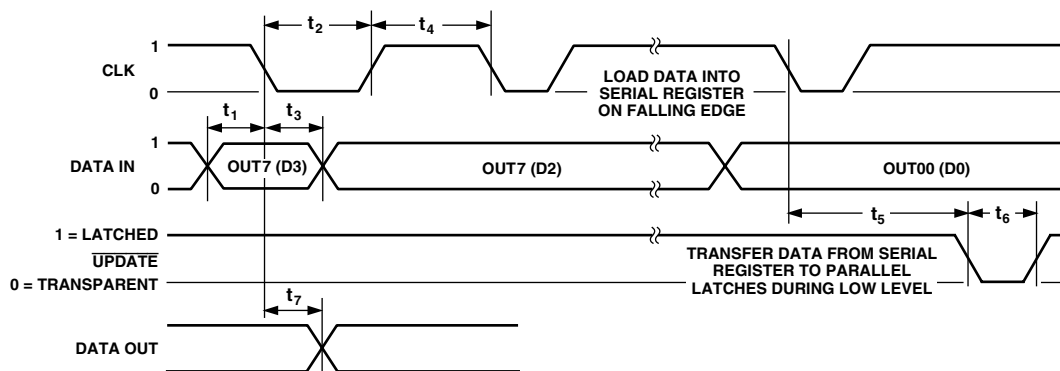 t2
t4
1
CLK
0
LOAD DATA INTO
SERIAL REGISTER
ON FALLING EDGE
t1
t3
1
DATA IN
0
OUT7 (D3)
OUT7 (D2)
OUT00 (D0)
t5
t6
1 = LATCHED
UPDATE
0 = TRANSPARENT
TRANSFER DATA FROM SERIAL
REGISTER TO PARALLEL
LATCHES DURING LOW LEVEL
t7
DATA OUT